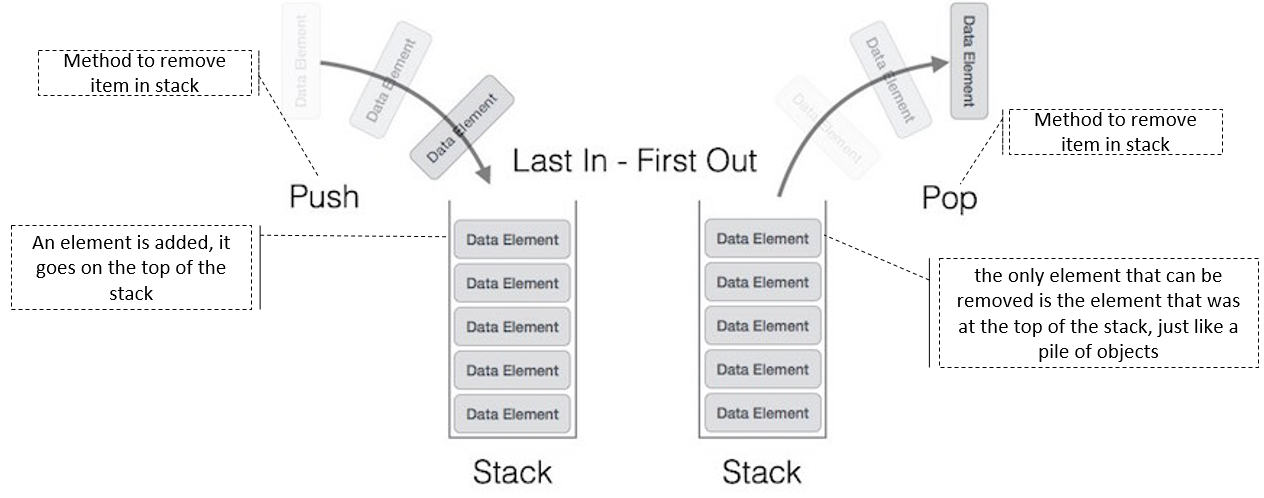 Method to remove
item in stack
Data Element
Data Element
Data Element
Push
An element is added, it
goes on the top of the
stack
Last In - First Out
Data Element
Data Element
Data Element
Data Element
Data Element
Stack
Data Element
Data Element
Data Element
Data Element
Data Element
Stack
Data Element
Data Element
Data Element
Method to remove
item in stack
Pop
the only element that can be
removed is the element that was
at the top of the stack, just like a
pile of objects